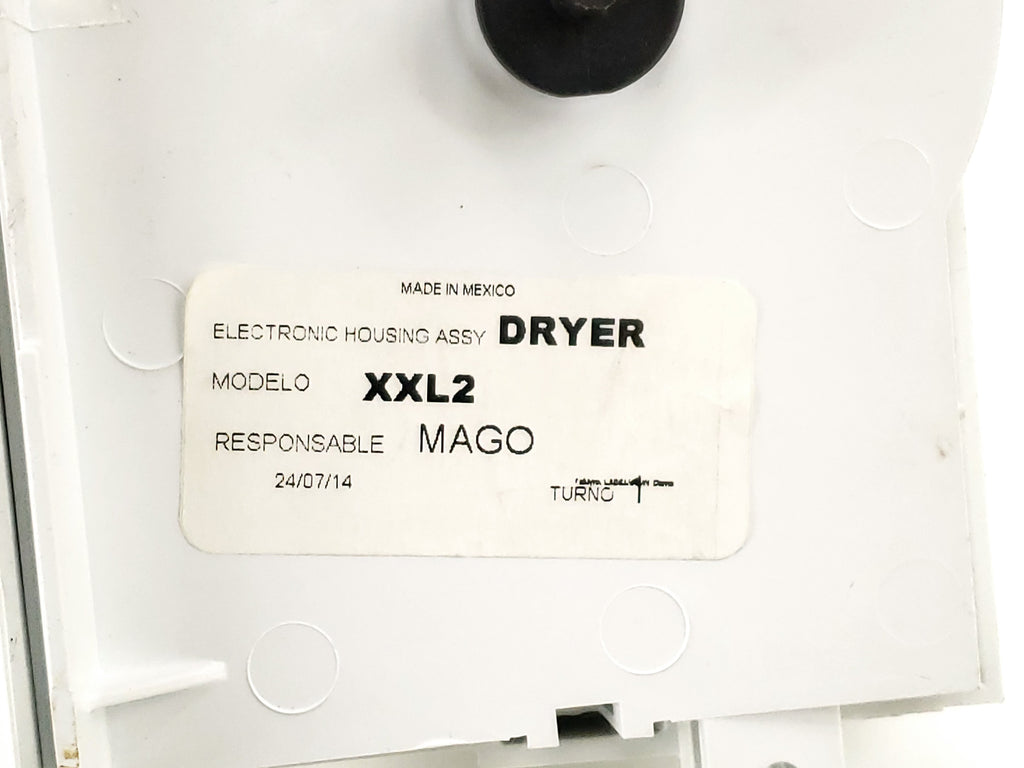 MADE IN MEXICO
ELECTRONIC HOUSING ASSY DRYER
MODELO XXL2
RESPONSABLE MAGO
24/07/14
TURNO 1